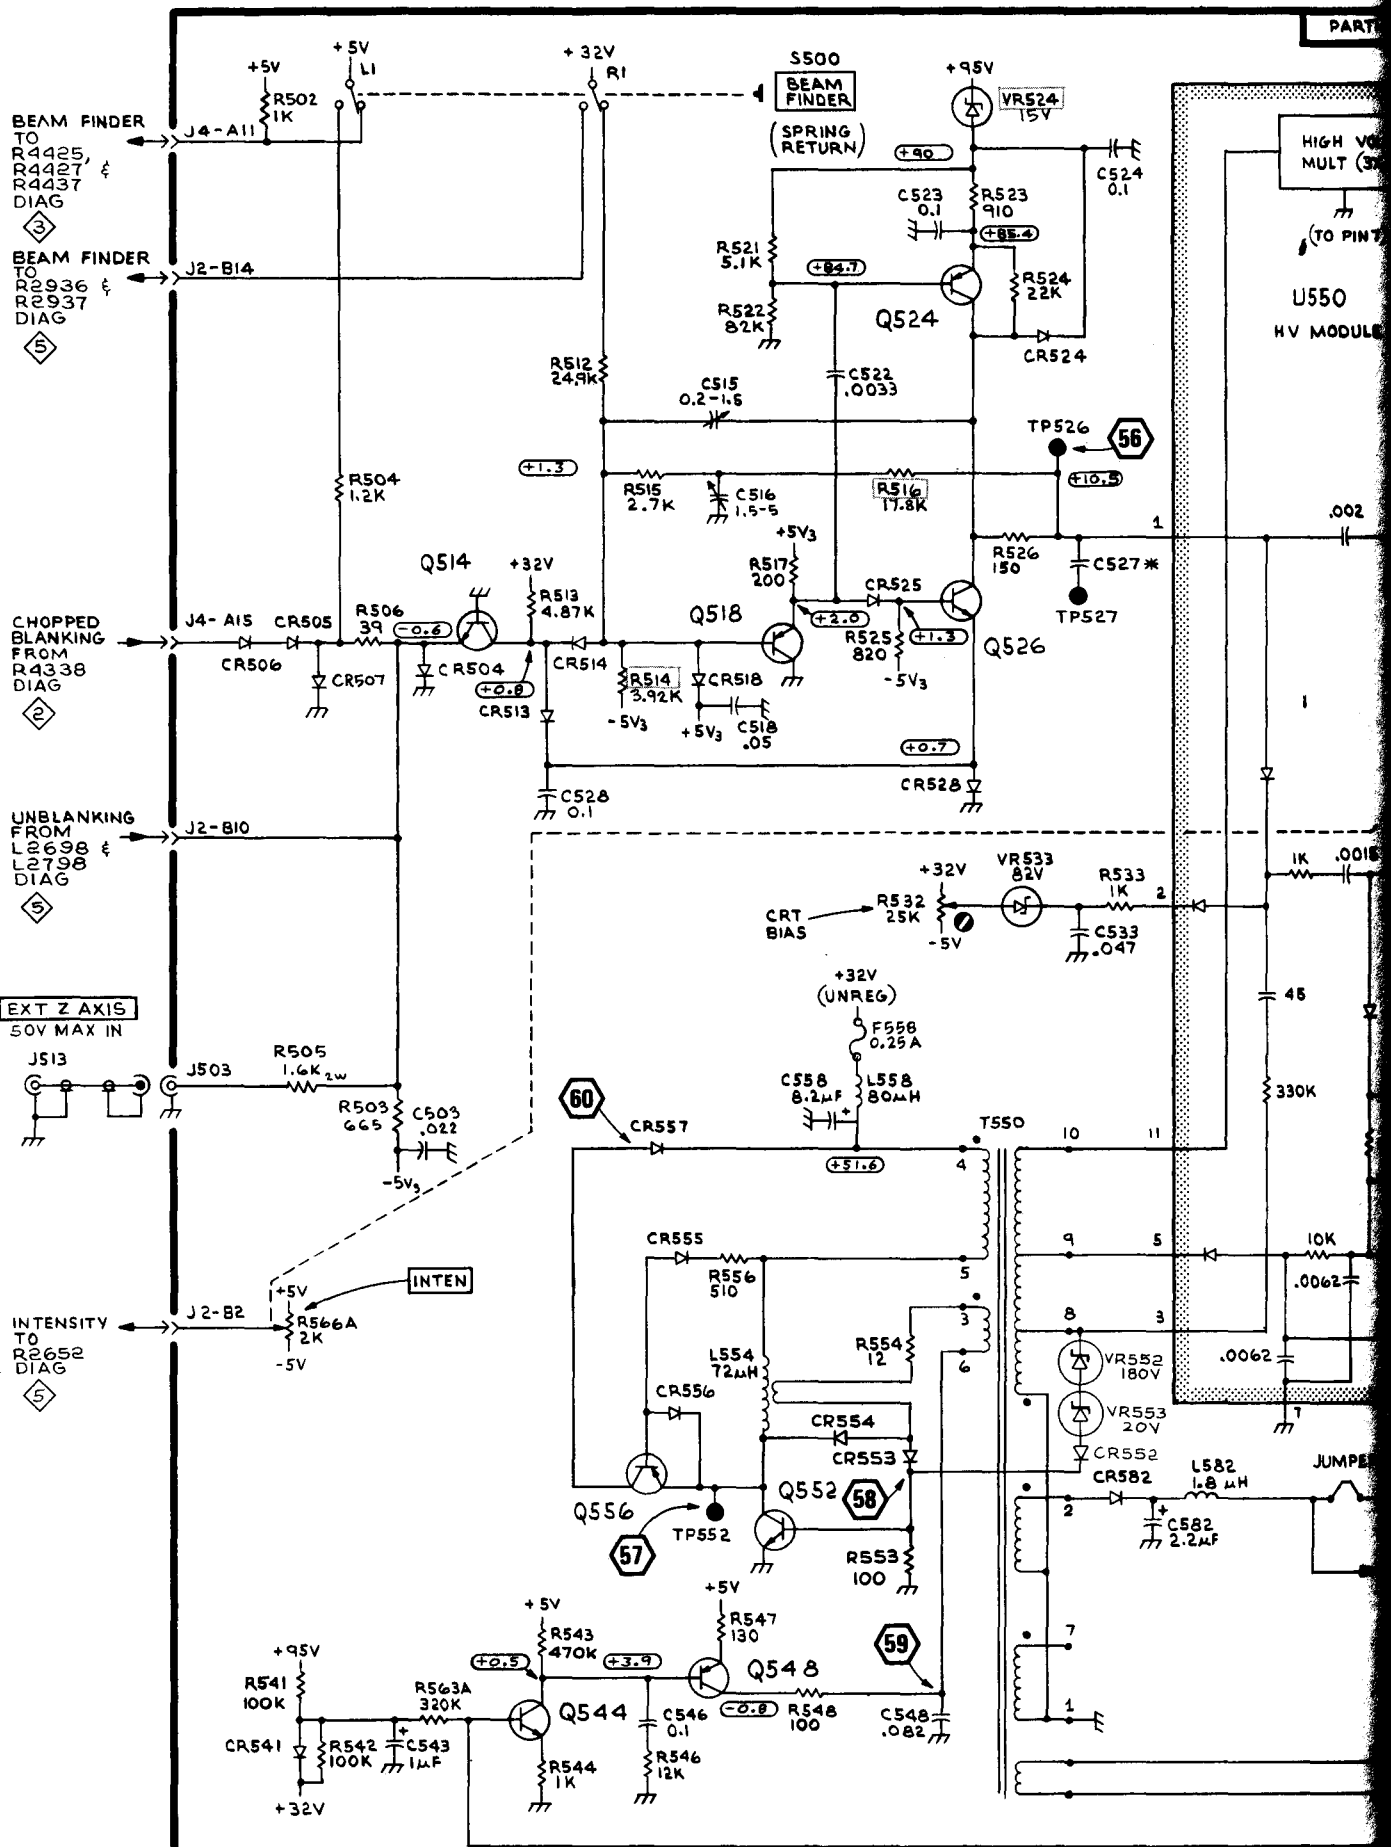 PART
+5V
L1
+5V
R502
1K
+32V
R1
S500
BEAM
FINDER
(SPRING
RETURN)
+95V
VR524
15V
BEAM FINDER
TO
R4425,
R4427 &
R4437
DIAG
3
J4-A11
+90
C524
0.1
HIGH
MULT
C523
0.1
R523
910
+85.4
(TO PIN 7
BEAM FINDER
TO
R2936 &
R2937
DIAG
5
J2-B14
R521
5.1K
+84.7
R522
82K
Q524
R524
22K
CR524
U550
HV MODULE
R512
24.9K
C515
0.2-1.5
C522
.0033
TP526
56
+1.3
R504
1.2K
R515
2.7K
C516
1.5-5
R516
17.8K
+10.5
1
.002
+5V3
R517
200
R526
150
C527*
TP527
Q514
+32V
R513
4.87K
Q518
CR525
+2.0
R525
820
-5V3
+1.3
Q526
CHOPPED
BLANKING
FROM
R4338
DIAG
2
J4-A15
CR505
CR506
CR507
R506
39
-0.6
CR504
+0.8
CR514
CR513
R514
3.92K
-5V3
CR518
+5V3
C518
.05
1
+0.7
CR528
C528
0.1
UNBLANKING
FROM
L2698 &
L2798
DIAG
5
J2-B10
CRT
BIAS
+32V
R532
25K
-5V
VR533
82V
R533
1K
2
C533
.047
1K
.0015
+32V
(UNREG)
F558
0.25A
45
EXT Z AXIS
50V MAX IN
J513
J503
R505
1.6K 2W
R503
665
C503
.022
-5V3
60
CR557
C558
8.2µF
+
L558
80µH
+51.6
T550
4
10
11
330K
CR555
R556
510
5
9
5
10K
.0062
INTEN
+5V
R566A
2K
-5V
INTENSITY
TO
R2652
DIAG
5
J2-B2
3
R554
12
6
8
3
.0062
L554
72µH
VR552
180V
VR553
20V
CR552
7
CR556
CR554
CR553
Q556
57
TP552
Q552
58
R553
100
CR582
2
L582
1.8 µH
+
C582
2.2µF
JUMPE
+5V
R547
130
+5V
R543
470K
+0.5
+3.9
Q548
59
7
+95V
R541
100K
R563A
320K
Q544
C546
0.1
-0.8
R548
100
C548
.082
1
CR541
R542
100K
+
C543
1µF
R544
1K
R546
12K
+32V